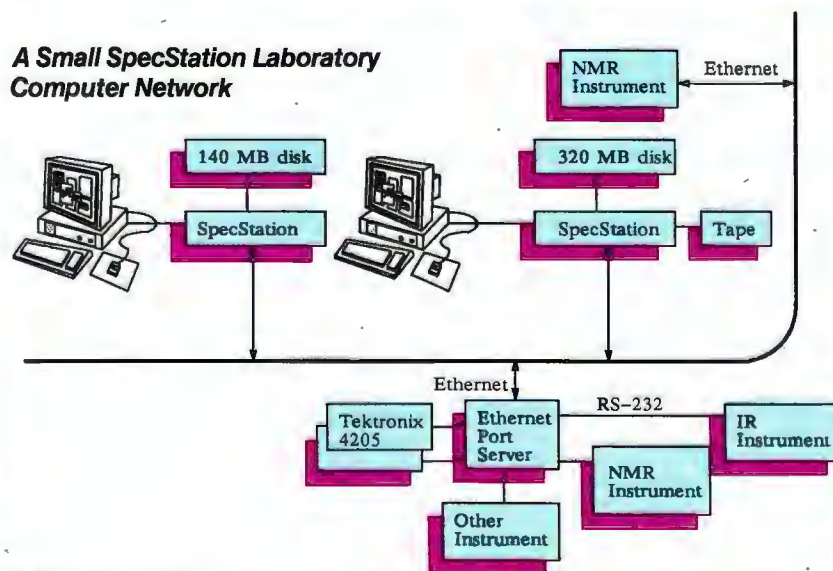 A Small SpecStation Laboratory
Computer Network
NMR
Instrument
Ethernet
140 MB disk
320 MB disk
SpecStation
SpecStation
Tape
Ethernet
RS-232
Tektronix
4205
Ethernet
Port
Server
IR
Instrument
NMR
Instrument
Other
Instrument